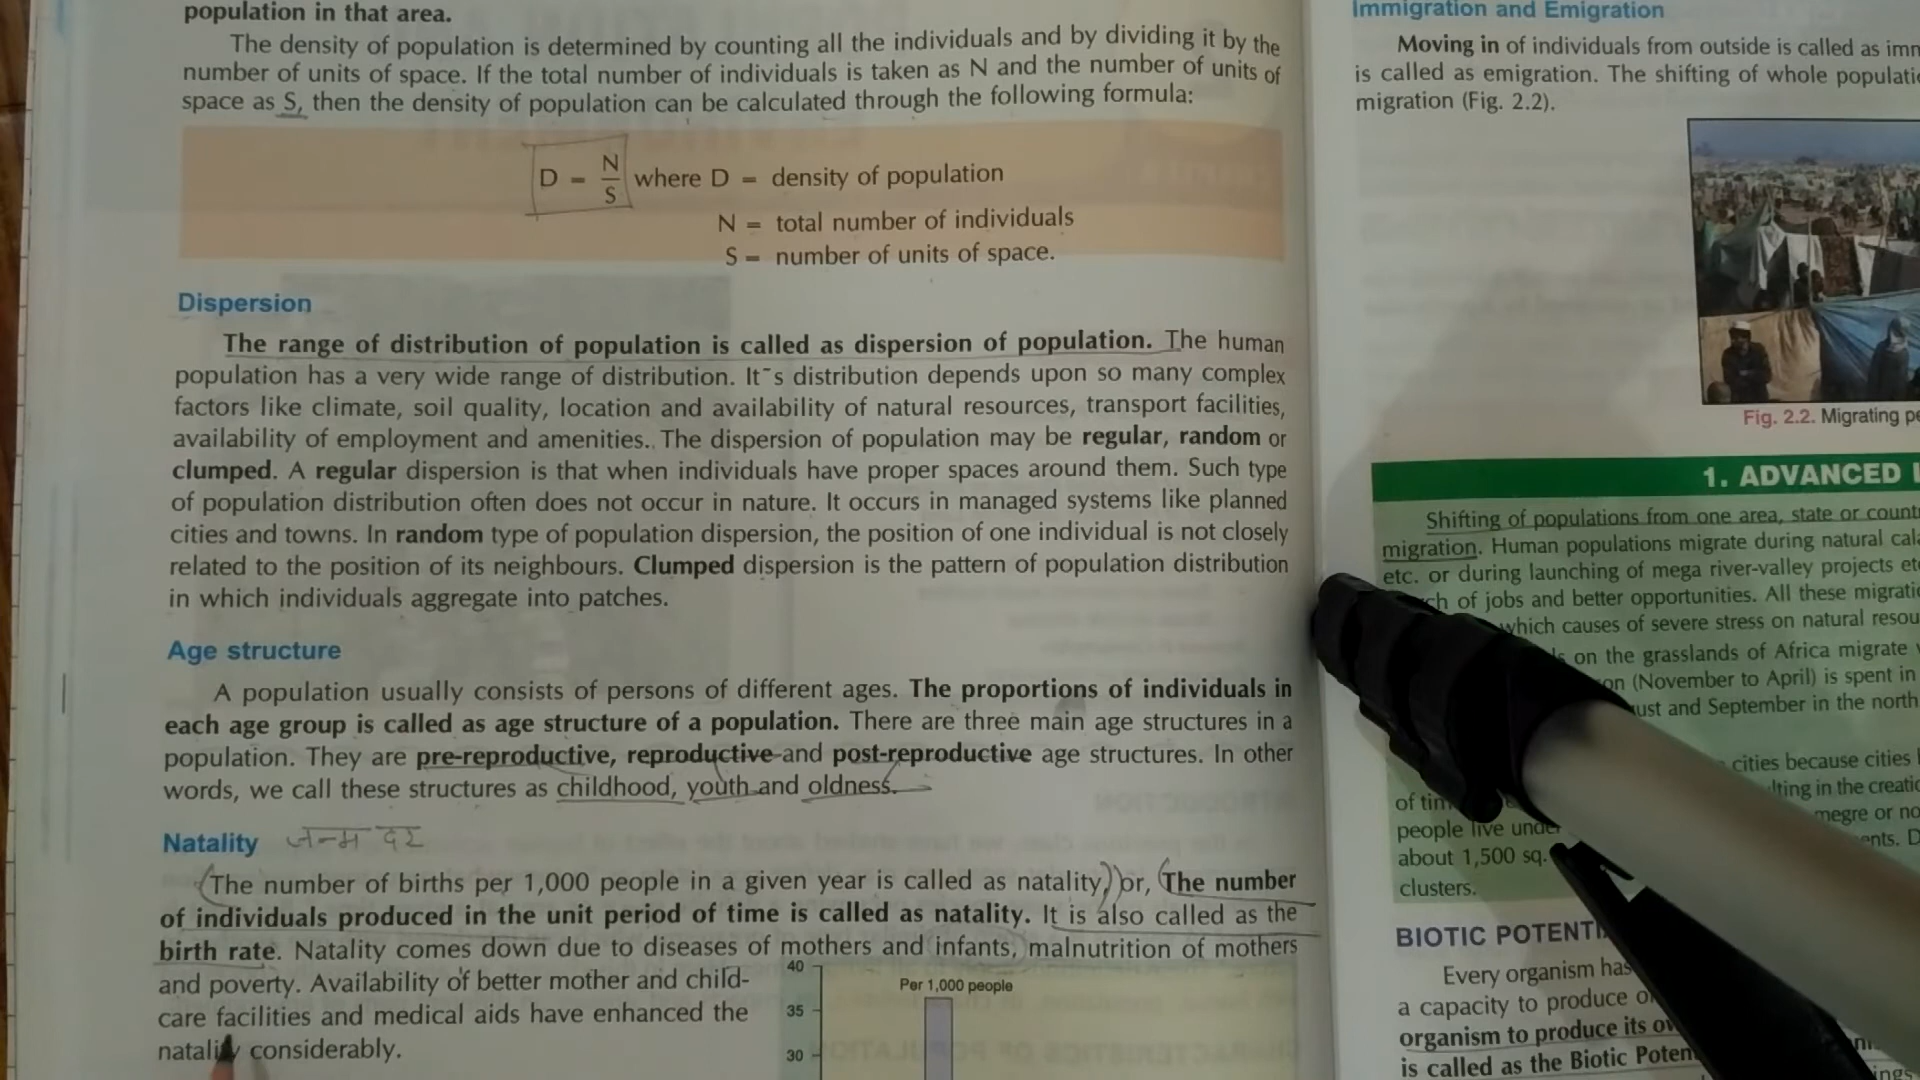 population in that area.
The density of population is determined by counting all the individuals and by dividing it by the
number of units of space. If the total number of individuals is taken as N and the number of units of
space as S, then the density of population can be calculated through the following formula:
D = N/S where D = density of population
N = total number of individuals
S = number of units of space.
Dispersion
The range of distribution of population is called as dispersion of population. The human
population has a very wide range of distribution. It¯s distribution depends upon so many complex
factors like climate, soil quality, location and availability of natural resources, transport facilities,
availability of employment and amenities. The dispersion of population may be regular, random or
clumped. A regular dispersion is that when individuals have proper spaces around them. Such type
of population distribution often does not occur in nature. It occurs in managed systems like planned
cities and towns. In random type of population dispersion, the position of one individual is not closely
related to the position of its neighbours. Clumped dispersion is the pattern of population distribution
in which individuals aggregate into patches.
Age structure
A population usually consists of persons of different ages. The proportions of individuals in
each age group is called as age structure of a population. There are three main age structures in a
population. They are pre-reproductive, reproductive and post-reproductive age structures. In other
words, we call these structures as childhood, youth and oldness.
Natality जन्म दर
(The number of births per 1,000 people in a given year is called as natality,) or, (The number
of individuals produced in the unit period of time is called as natality. It is also called as the
birth rate. Natality comes down due to diseases of mothers and infants, malnutrition of mothers
and poverty. Availability of better mother and child-
care facilities and medical aids have enhanced the
natality considerably.
40
Per 1,000 people
35
30
Immigration and Emigration
Moving in of individuals from outside is called as
is called as emigration. The shifting of whole
migration (Fig. 2.2).
Fig. 2.2. Migrating
1. ADVANCED
Shifting of populations from one area, state or
migration. Human populations migrate during natural
etc. or during launching of mega river-valley projects
of jobs and better opportunities. All these
which causes of severe stress on natural
on the grasslands of Africa migrate
(November to April) is spent in
and September in the north
cities because cities
in the
of
megre or
people live
about 1,500 sq.
clusters.
BIOTIC
Every organism has
a capacity to produce
organism to produce its
is called as the Biotic